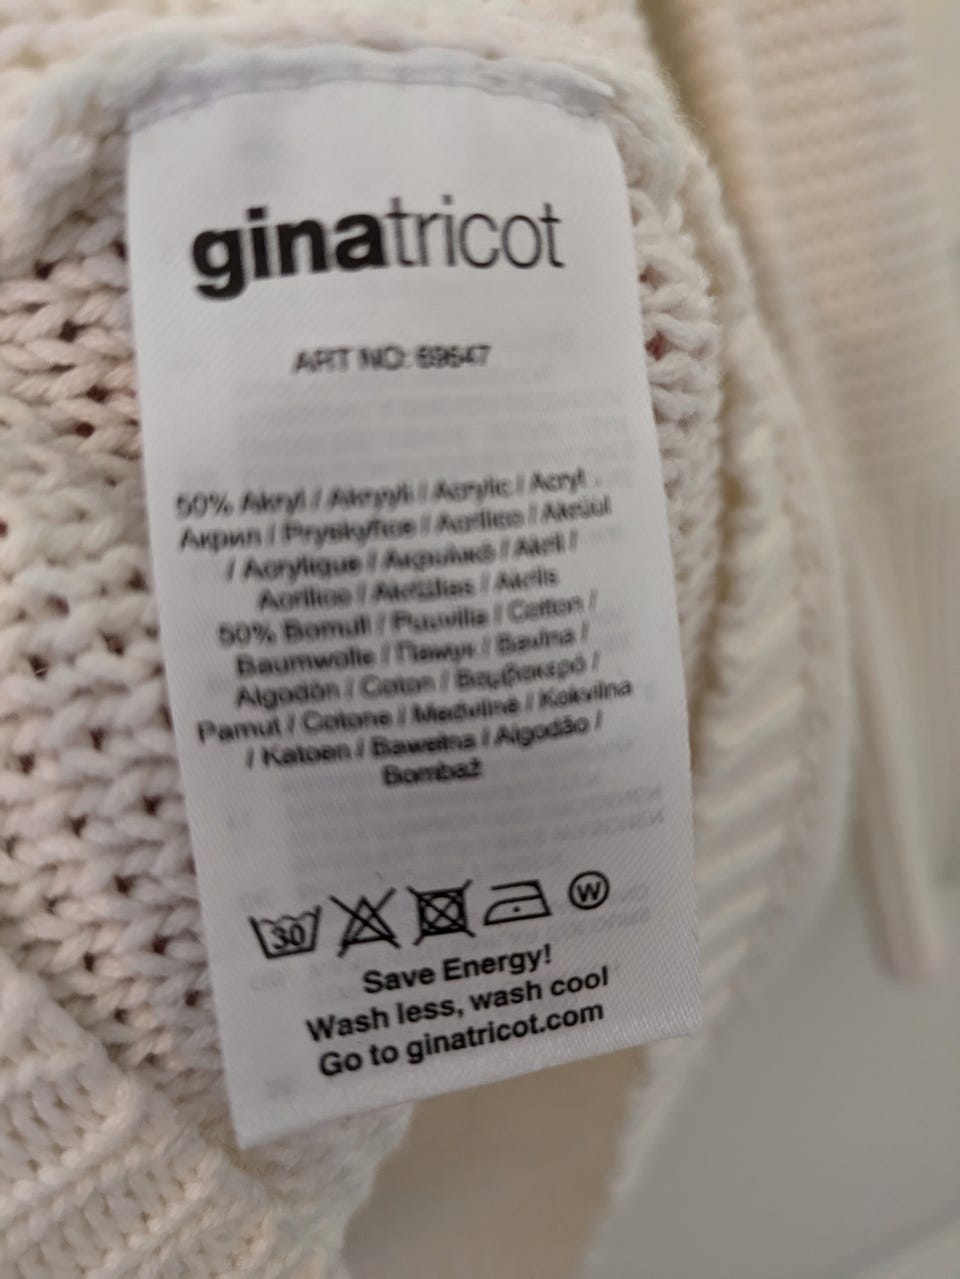 ginatricot
ART NO: 69647
50% Akryl / Akryyli / Acrylic / Acryl
Акрил / Pryskyřice / Acrílico / Akrüül
/ Acrylique / Ακρυλικό / Akril /
Acrilico / Akrilas / Akrils
50% Bomull / Puuvilla / Cotton /
Baumwolle / Памук / Bavlna /
Algodón / Coton / Βαμβακερό /
Pamut / Cotone / Medvilnė / Kokvilna
/ Katoen / Bawełna / Algodão /
Bombaž
30
W
Save Energy!
Wash less, wash cool
Go to ginatricot.com